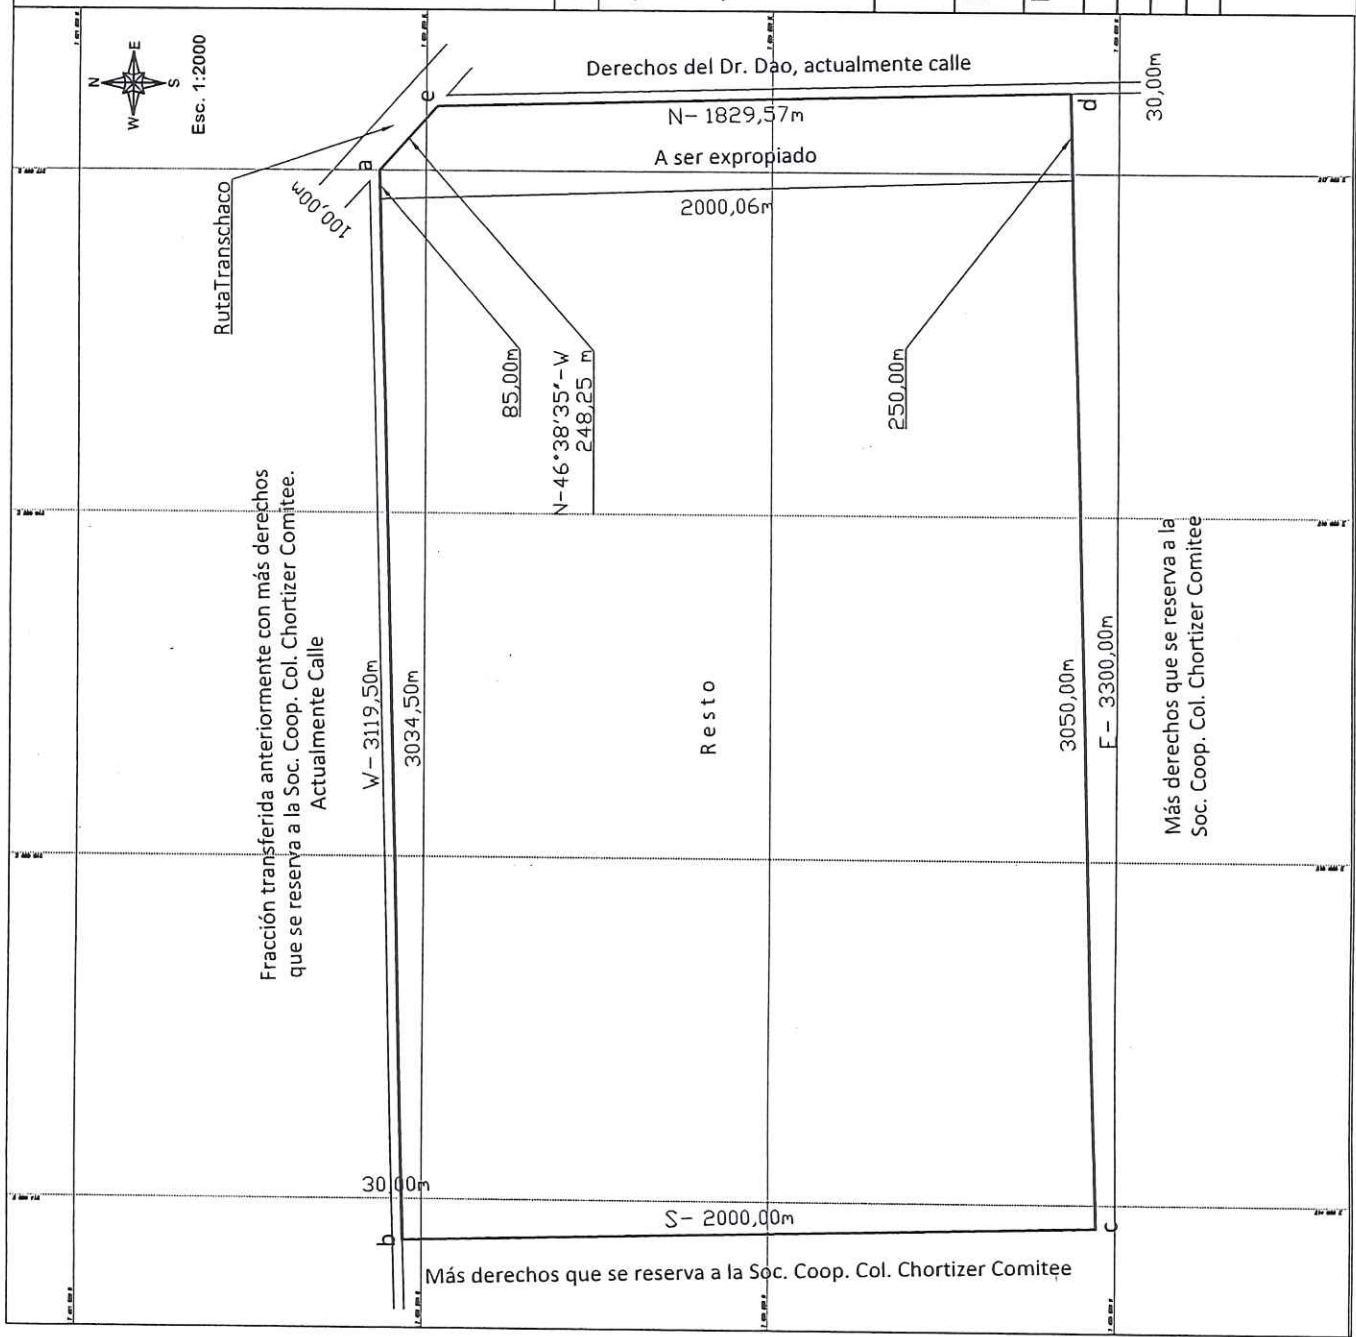 N
E
W
S
Esc. 1:2000
Derechos del Dr. Dao, actualmente calle
30,00m
N- 1829,57m
A ser expropiado
2000,06m
e
a
d
RutaTranschaco
100,00m
85,00m
N-46°38'35"-W
248,25 m
250,00m
Fracción transferida anteriormente con más derechos
que se reserva a la Soc. Coop. Col. Chortizer Comitee.
Actualmente Calle
W- 3119,50m
3034,50m
Resto
3050,00m
E- 3300,00m
Más derechos que se reserva a la
Soc. Coop. Col. Chortizer Comitee
30,00m
S- 2000,00m
b
c
Más derechos que se reserva a la Soc. Coop. Col. Chortizer Comitee